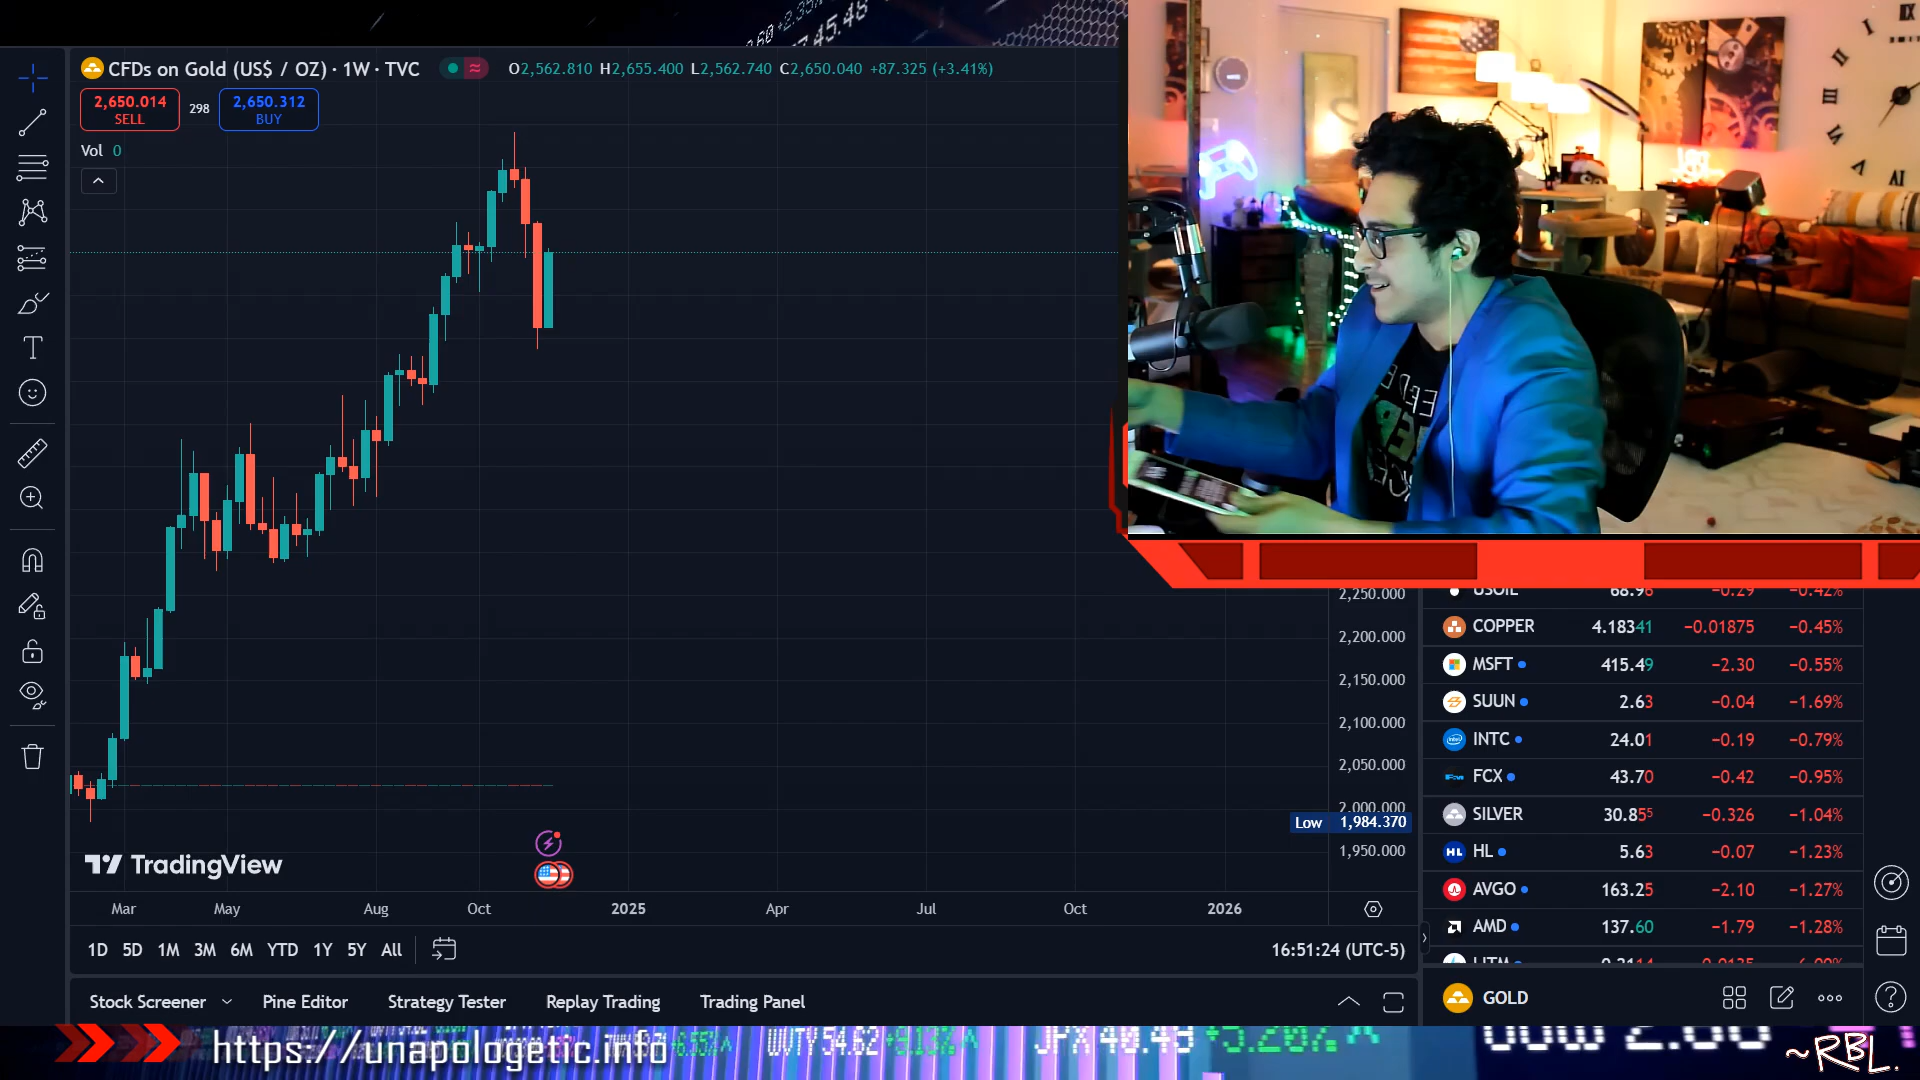 CFDs on Gold (US$ / OZ) · 1W · TVC
O2,562.810 H2,655.400 L2,562.740 C2,650.040 +87.325 (+3.41%)
2,650.014 298 2,650.312
SELL BUY
Vol 0
2,250.000
2,200.000
2,150.000
2,100.000
2,050.000
2,000.000
Low 1,984.370
1,950.000
TradingView
Mar May Aug Oct 2025 Apr Jul Oct 2026
1D 5D 1M 3M 6M YTD 1Y 5Y All
16:51:24 (UTC-5)
Stock Screener Pine Editor Strategy Tester Replay Trading Trading Panel
USOIL 68.96 −0.29 −0.42%
COPPER 4.18341 −0.01875 −0.45%
MSFT 415.49 −2.30 −0.55%
SUUN 2.63 −0.04 −1.69%
INTC 24.01 −0.19 −0.79%
FCX 43.70 −0.42 −0.95%
SILVER 30.855 −0.326 −1.04%
HL HL 5.63 −0.07 −1.23%
AVGO 163.25 −2.10 −1.27%
AMD 137.60 −1.79 −1.28%
GOLD
https://unapologetic.info
~RBL.